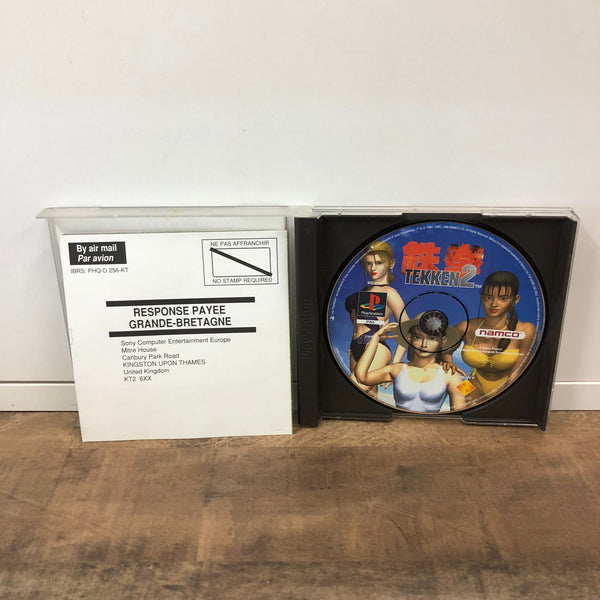 By air mail
Par avion
IBRS: PHQ-D 256-KT
NE PAS AFFRANCHIR
NO STAMP REQUIRED
RESPONSE PAYEE
GRANDE-BRETAGNE
Sony Computer Entertainment Europe
Mitre House
Canbury Park Road
KINGSTON UPON THAMES
United Kingdom
KT2 6XX
鉄拳
TEKKEN 2™
PlayStation
PAL
namco